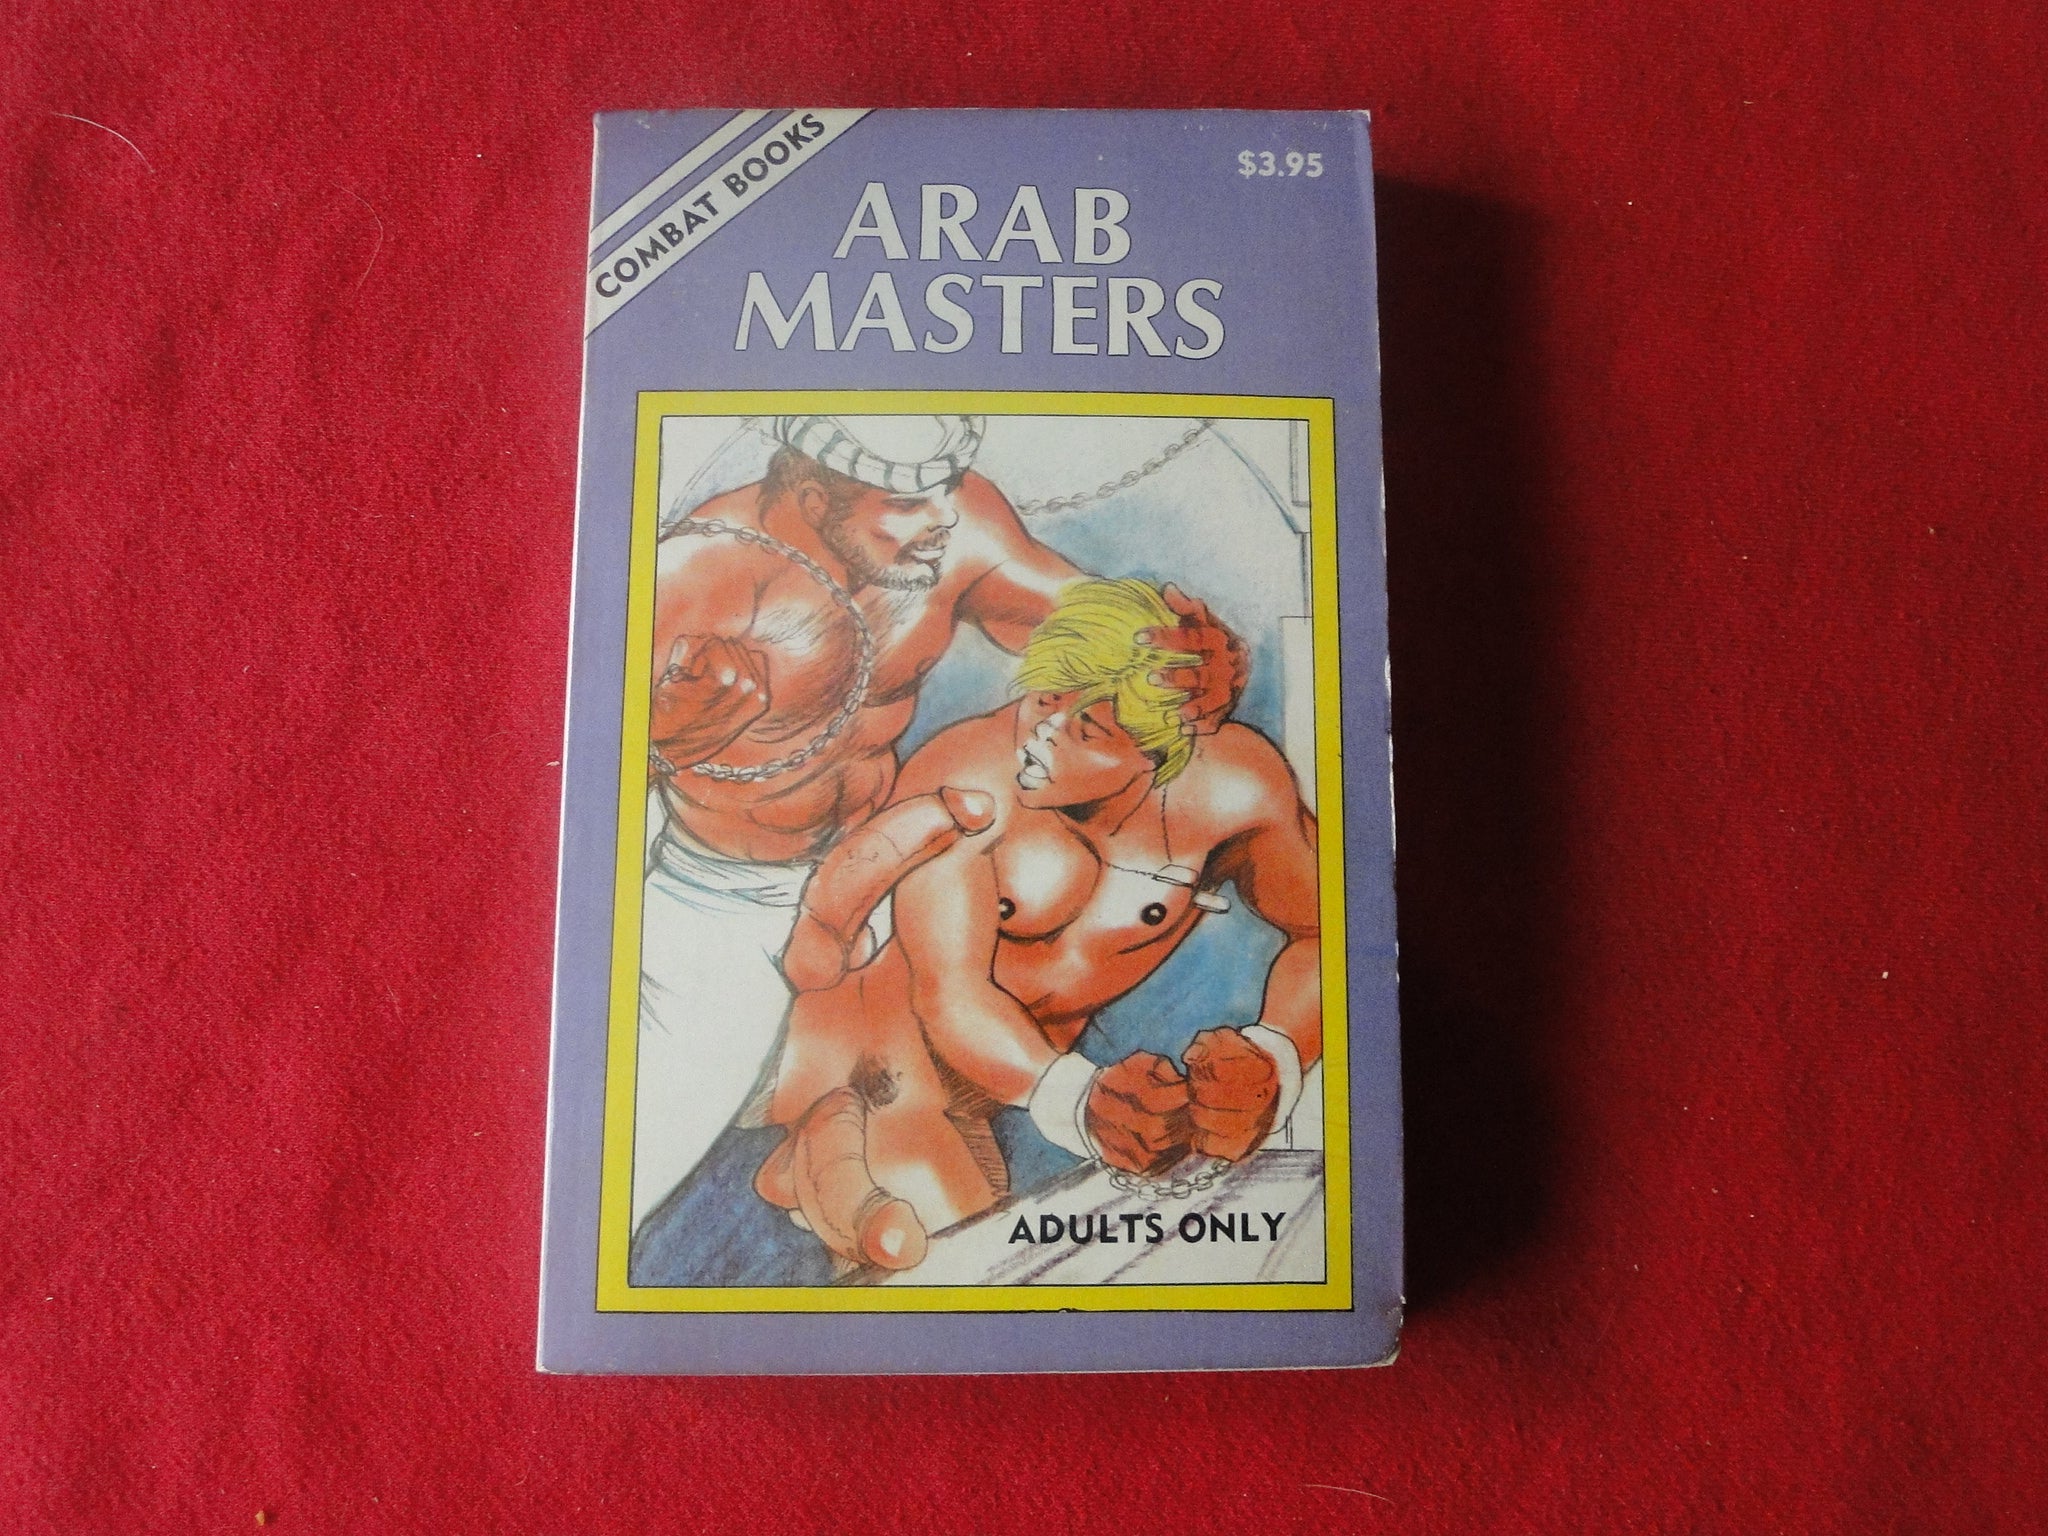 COMBAT BOOKS
$3.95
ARAB
MASTERS
ADULTS ONLY